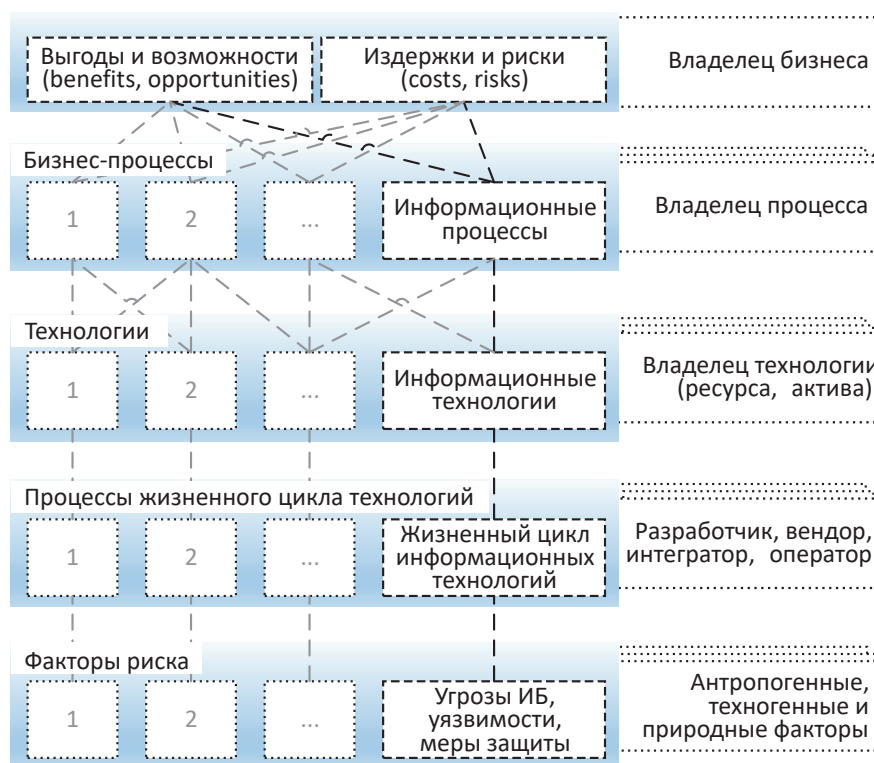 Выгоды и возможности
(benefits, opportunities)
Издержки и риски
(costs, risks)
Владелец бизнеса
Бизнес-процессы
1
2
...
Информационные
процессы
Владелец процесса
Технологии
1
2
...
Информационные
технологии
Владелец технологии
(ресурса, актива)
Процессы жизненного цикла технологий
1
2
...
Жизненный цикл
информационных
технологий
Разработчик, вендор,
интегратор, оператор
Факторы риска
1
2
...
Угрозы ИБ,
уязвимости,
меры защиты
Антропогенные,
техногенные и
природные факторы